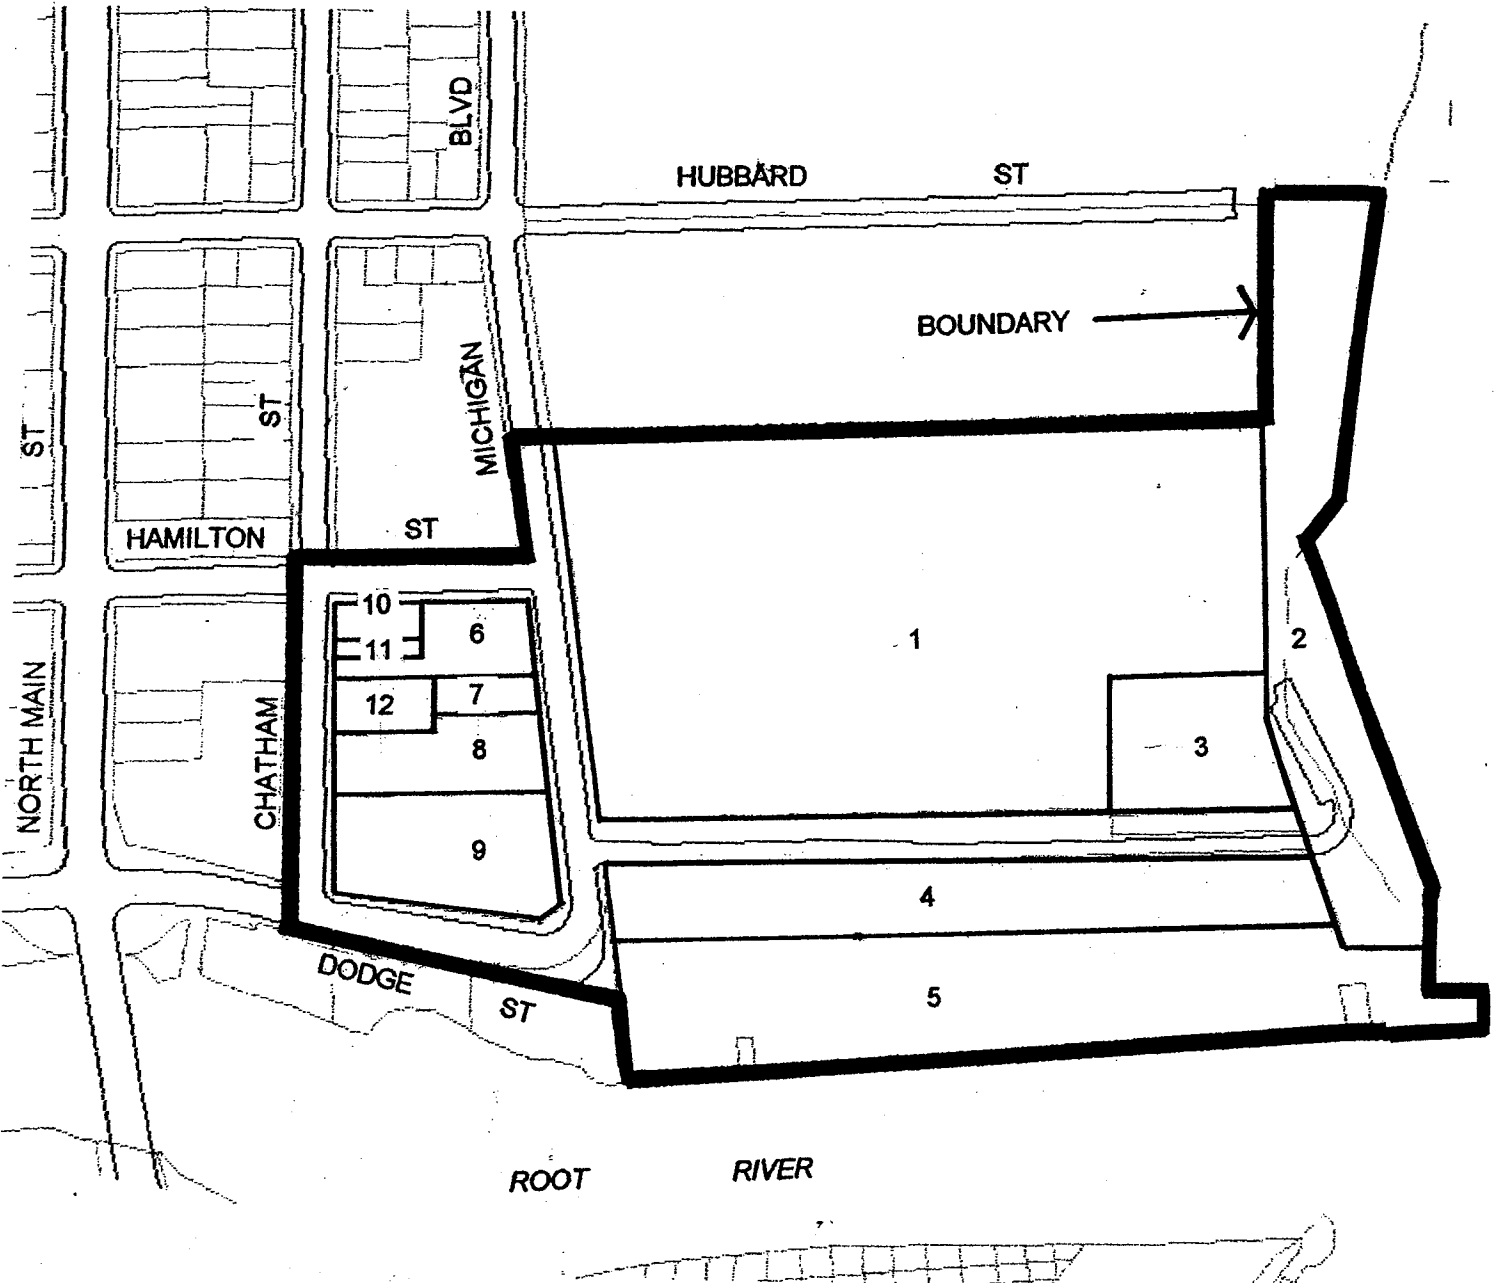 BLVD
HUBBARD ST
BOUNDARY
MICHIGAN
ST
ST
HAMILTON ST
10
6
11
1
2
NORTH MAIN
CHATHAM
12
7
8
3
9
4
DODGE ST
5
ROOT RIVER